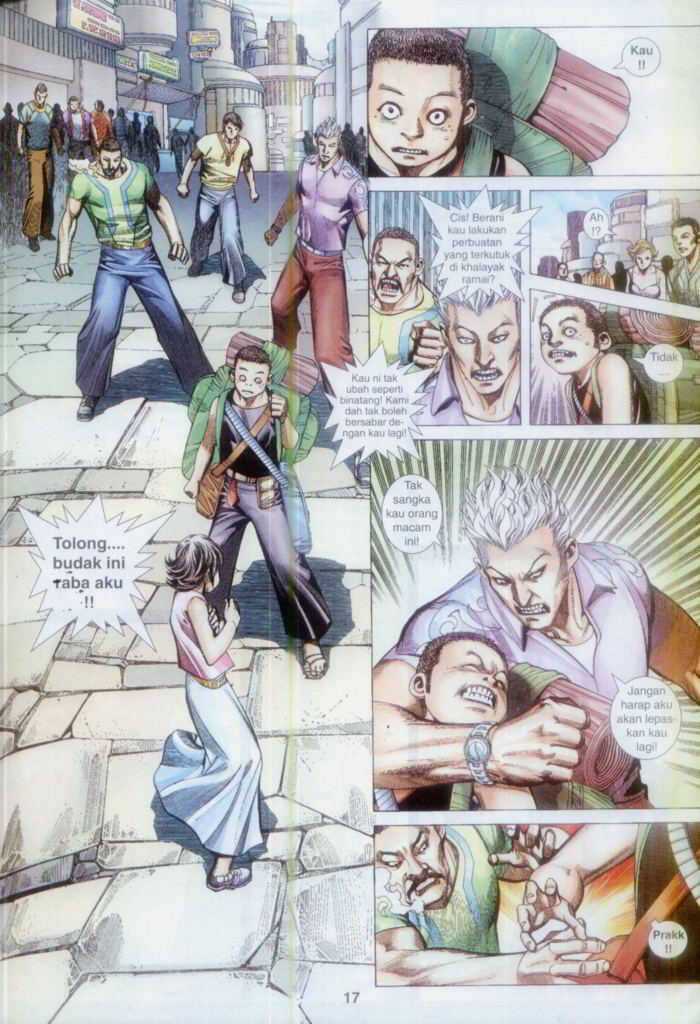 Kau
!!
Cis! Berani
kau lakukan
perbuatan
yang terkutuk
di khalayak
ramai?
Ah
!?
Tidak
....
Kau ni tak
ubah seperti
binatang! Kami
dah tak boleh
bersabar de-
ngan kau lagi!
Tolong....
budak ini
raba aku
!!
Tak
sangka
kau orang
macam
ini!
Jangan
harap aku
akan lepas-
kan kau
lagi!
Prakk
!!
17